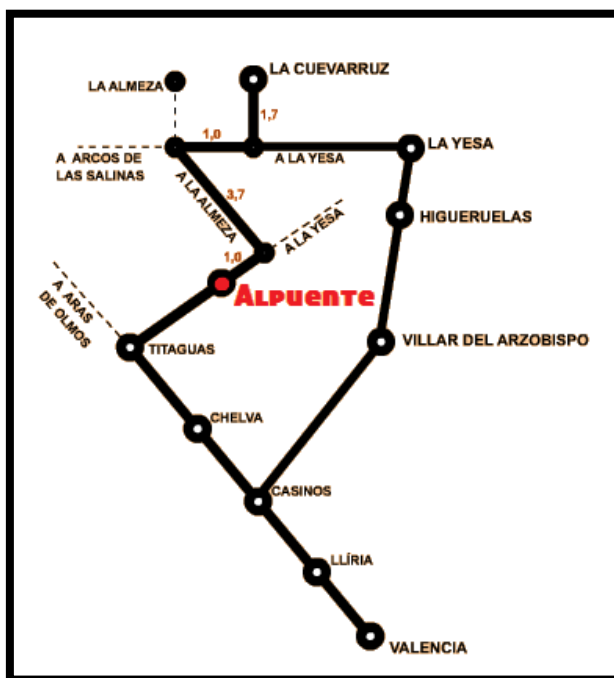 LA CUEVARRUZ
LA ALMEZA
1,7
1,0
A LA YESA
LA YESA
A ARCOS DE
LAS SALINAS
A LA ALMEZA
3,7
HIGUERUELAS
A LA YESA
1,0
ALPUENTE
A ARAS
DE OLMOS
TITAGUAS
VILLAR DEL ARZOBISPO
CHELVA
CASINOS
LLÍRIA
VALENCIA